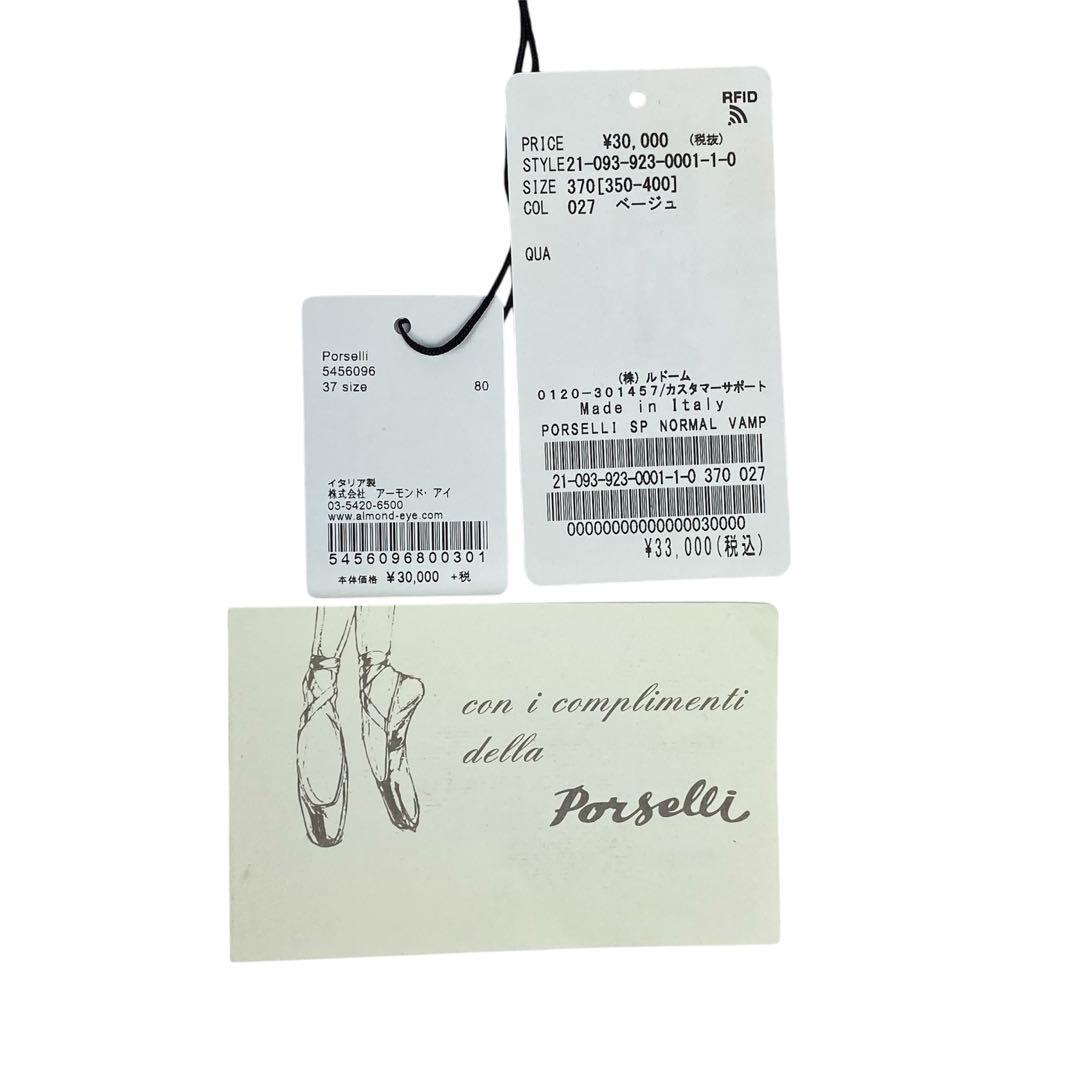 RFID
PRICE ¥30,000 (税抜)
STYLE21-093-923-0001-1-0
SIZE 370[350-400]
COL 027 ベージュ
QUA
(株)ルドーム
0120-301457/カスタマーサポート
Made in Italy
PORSELLI SP NORMAL VAMP
21-093-923-0001-1-0 370 027
00000000000000030000
¥33,000(税込)
Porselli
5456096
37 size 80
イタリア製
株式会社 アーモンド・アイ
03-5420-6500
www.almond-eye.com
5456096800301
本体価格 ¥30,000 +税
con i complimenti
della
Porselli